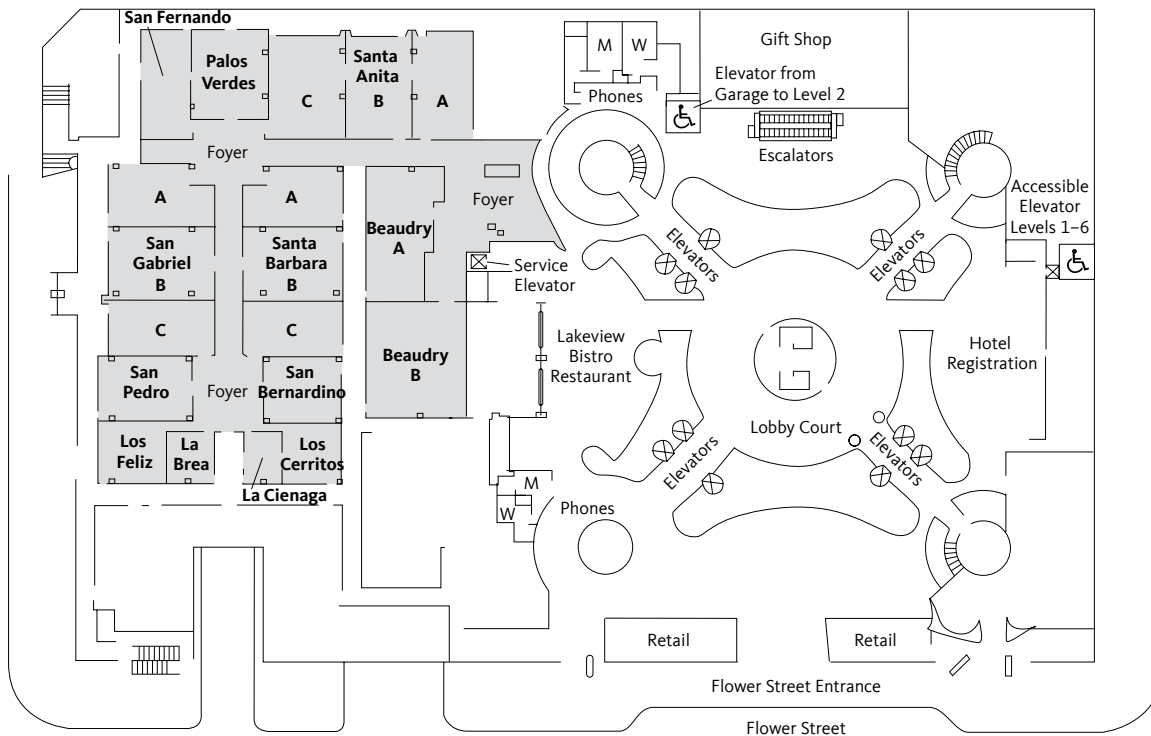 San Fernando
Palos
Verdes
C
Santa
Anita
B
A
M
W
Phones
Gift Shop
Elevator from
Garage to Level 2
Escalators
Accessible
Elevator
Levels 1–6
Foyer
A
A
Foyer
San
Gabriel
B
Santa
Barbara
B
Beaudry
A
Service
Elevator
Elevators
Elevators
C
C
Beaudry
B
Lakeview
Bistro
Restaurant
Hotel
Registration
San
Pedro
Foyer
San
Bernardino
Lobby Court
Los
Feliz
La
Brea
Los
Cerritos
La Cienaga
Elevators
Elevators
M
W
Phones
Retail
Retail
Flower Street Entrance
Flower Street